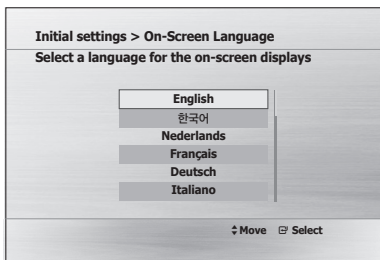 Initial settings > On-Screen Language
Select a language for the on-screen displays
English
한국어
Nederlands
Français
Deutsch
Italiano
Move Select